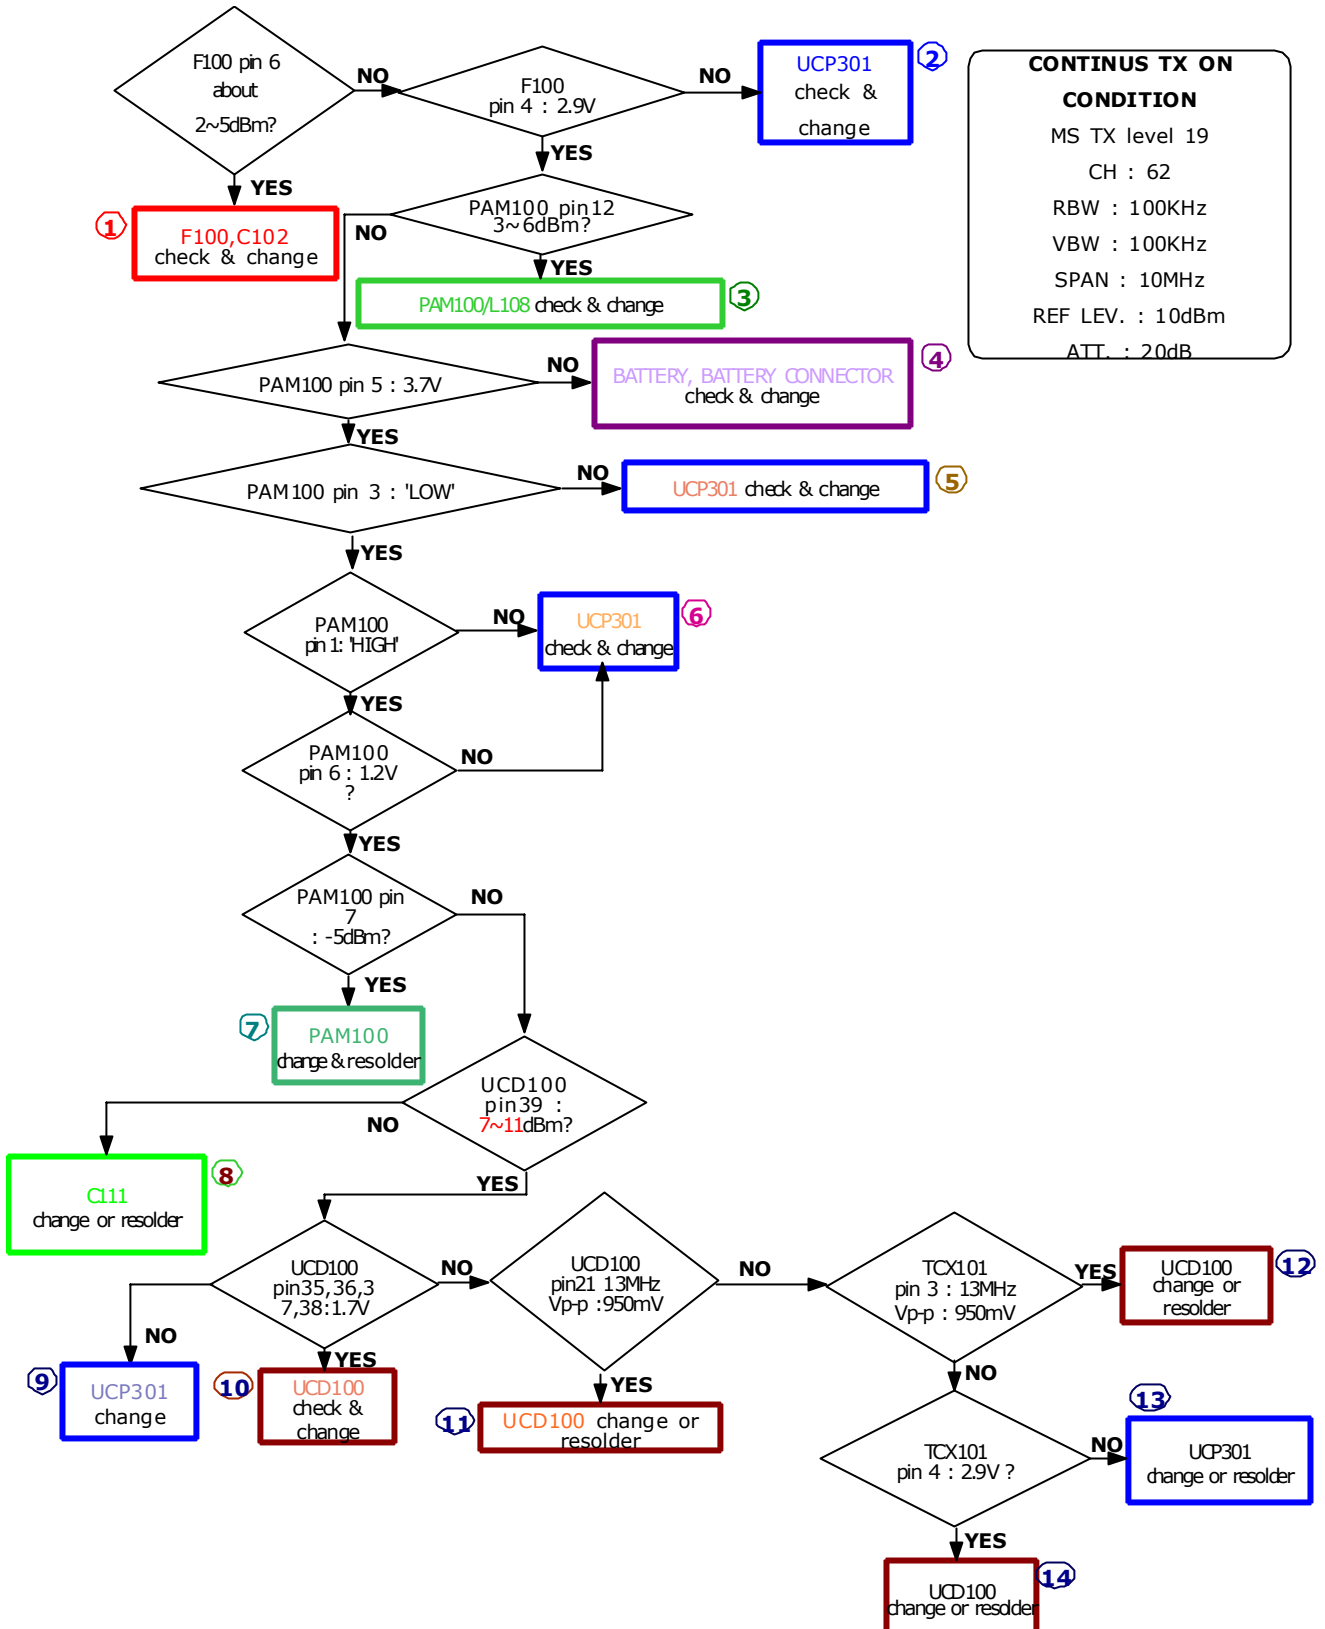 F100 pin 6
about
2~5dBm?
NO
F100
pin 4 : 2.9V
NO
UCP301
check &
change
2
CONTINUS TX ON
CONDITION
MS TX level 19
CH : 62
RBW : 100KHz
VBW : 100KHz
SPAN : 10MHz
REF LEV. : 10dBm
ATT. : 20dB
YES
YES
1
F100,C102
check & change
PAM100 pin12
3~6dBm?
NO
YES
PAM100/L108 check & change
3
PAM100 pin 5 : 3.7V
NO
BATTERY, BATTERY CONNECTOR
check & change
4
YES
PAM100 pin 3 : 'LOW'
NO
UCP301 check & change
5
YES
PAM100
pin 1: 'HIGH'
NO
UCP301
check & change
6
YES
PAM100
pin 6 : 1.2V
?
NO
YES
PAM100 pin
7
: -5dBm?
NO
YES
7
PAM100
change & resolder
UCD100
pin39 :
7~11dBm?
NO
YES
C111
change or resolder
8
UCD100
pin35,36,3
7,38:1.7V
NO
UCD100
pin21 13MHz
Vp-p :950mV
NO
TCX101
pin 3 : 13MHz
Vp-p : 950mV
YES
UCD100
change or
resolder
12
NO
YES
9
UCP301
change
10
UCD100
check &
change
YES
11
UCD100 change or
resolder
NO
TCX101
pin 4 : 2.9V ?
NO
13
UCP301
change or resolder
YES
UCD100
change or resolder
14